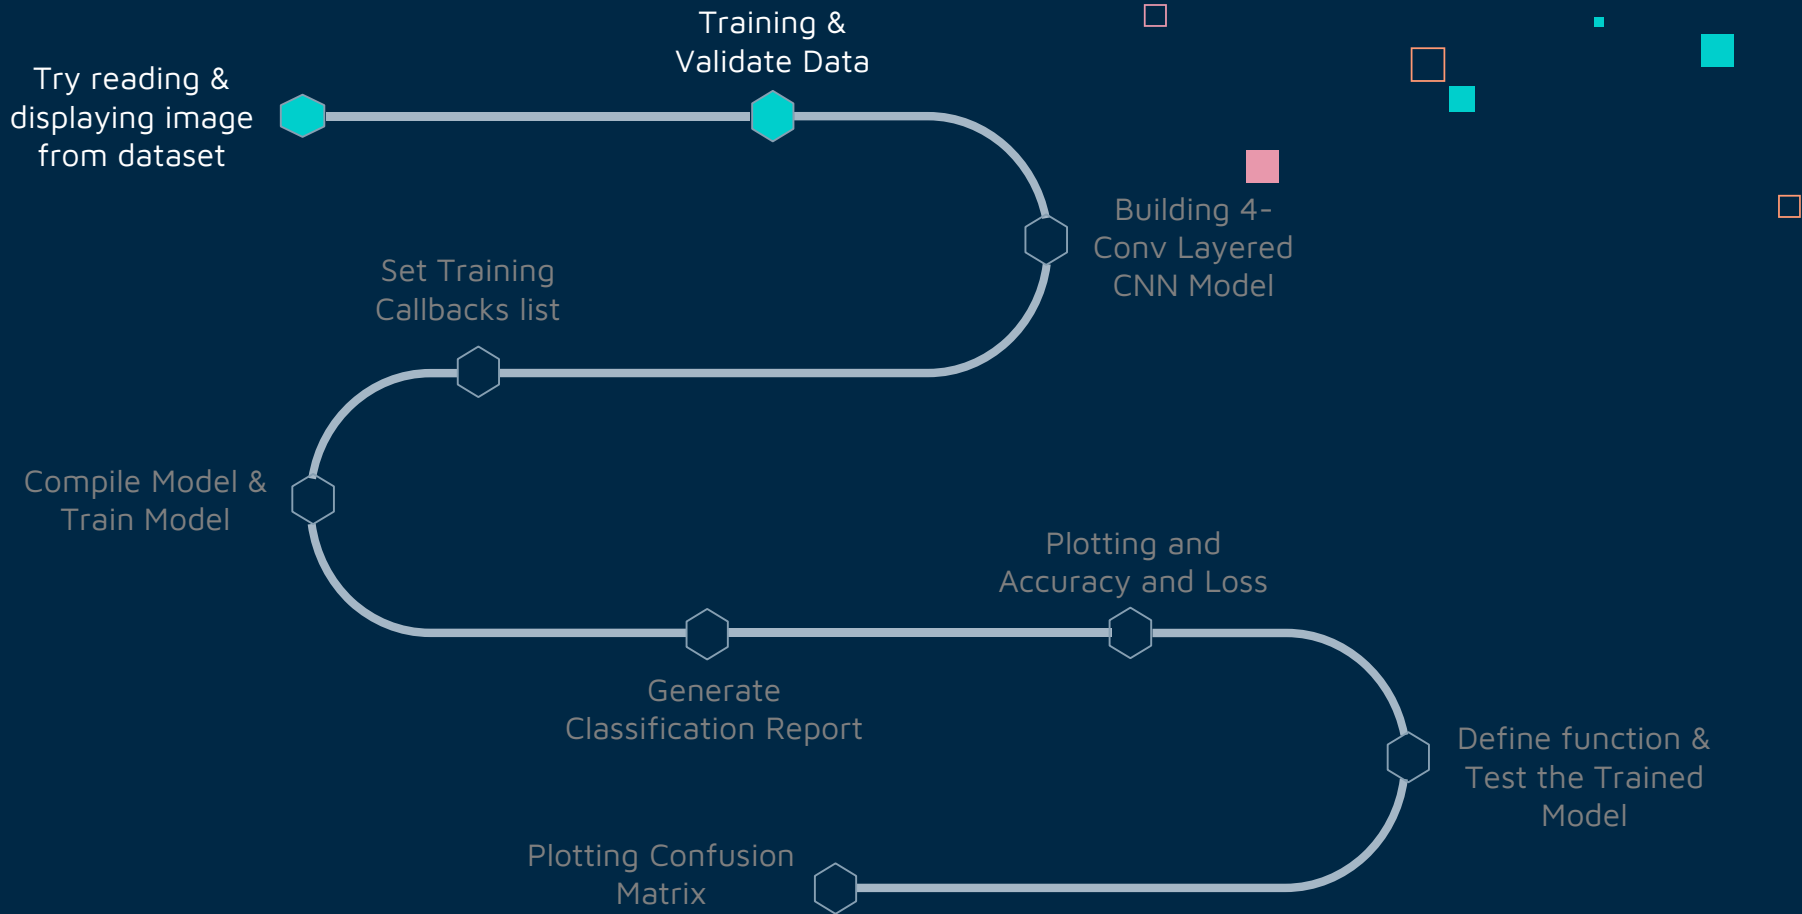 Try reading &
displaying image
from dataset
Training &
Validate Data
Building 4-
Conv Layered
CNN Model
Set Training
Callbacks list
Compile Model &
Train Model
Generate
Classification Report
Plotting and
Accuracy and Loss
Define function &
Test the Trained
Model
Plotting Confusion
Matrix